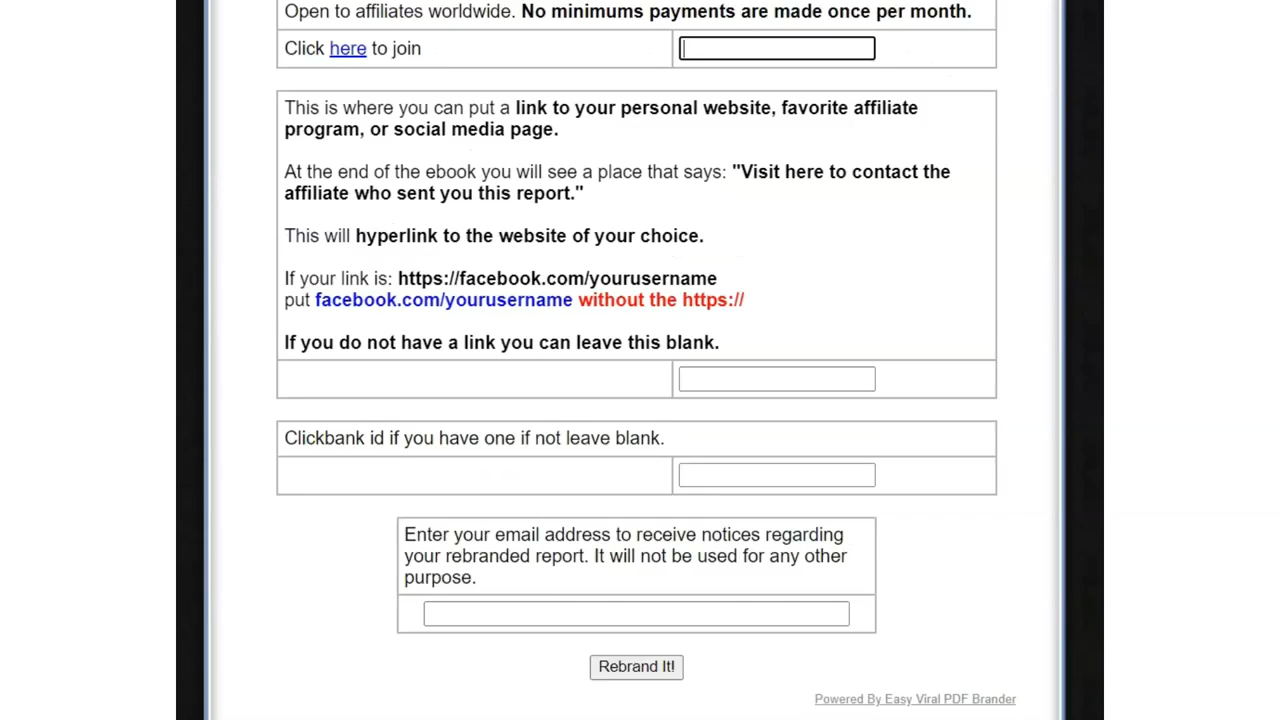 Open to affiliates worldwide. No minimums payments are made once per month.
Click here to join
This is where you can put a link to your personal website, favorite affiliate
program, or social media page.
At the end of the ebook you will see a place that says: "Visit here to contact the
affiliate who sent you this report."
This will hyperlink to the website of your choice.
If your link is: https://facebook.com/yourusername
put facebook.com/yourusername without the https://
If you do not have a link you can leave this blank.
Clickbank id if you have one if not leave blank.
Enter your email address to receive notices regarding
your rebranded report. It will not be used for any other
purpose.
Rebrand It!
Powered By Easy Viral PDF Brander